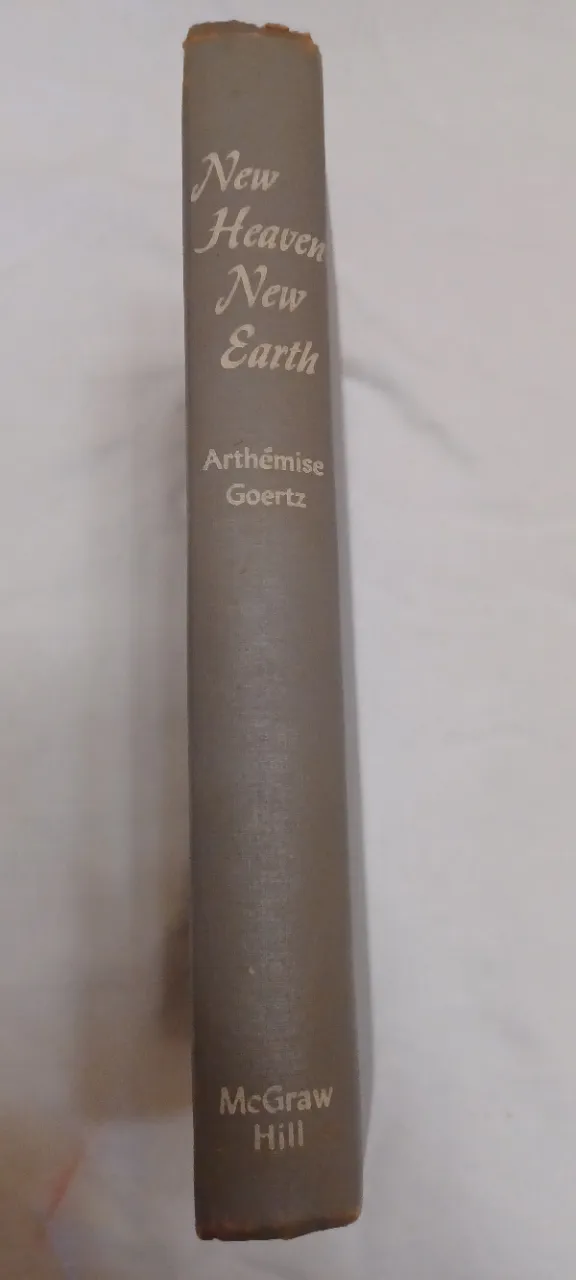 New
Heaven
New
Earth
Arthémise
Goertz
McGraw
Hill